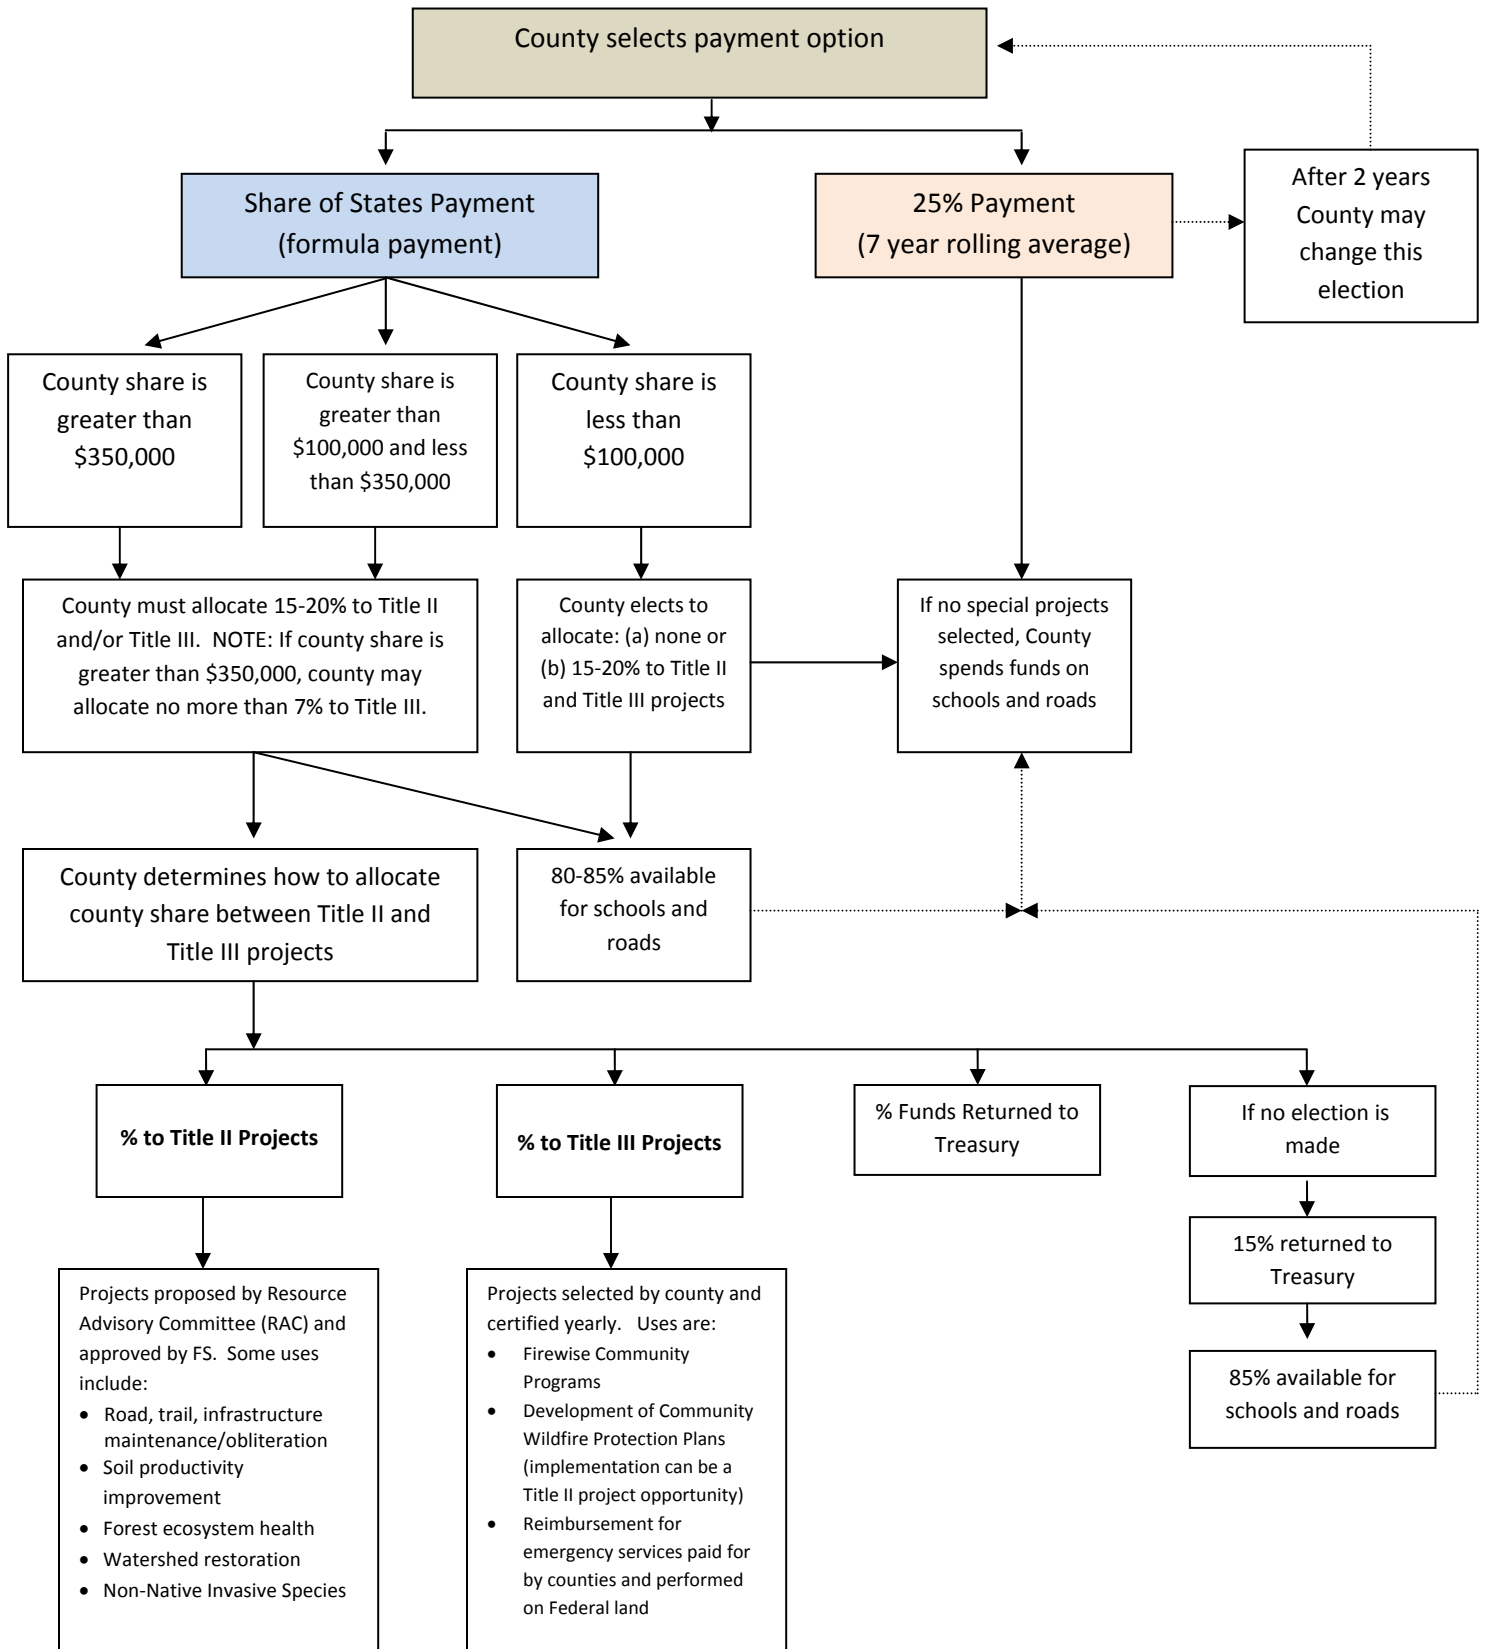 County selects payment option
Share of States Payment
(formula payment)
25% Payment
(7 year rolling average)
After 2 years
County may
change this
election
County share is
greater than
$350,000
County share is
greater than
$100,000 and less
than $350,000
County share is
less than
$100,000
County must allocate 15-20% to Title II
and/or Title III.  NOTE: If county share is
greater than $350,000, county may
allocate no more than 7% to Title III.
County elects to
allocate: (a) none or
(b) 15-20% to Title II
and Title III projects
If no special projects
selected, County
spends funds on
schools and roads
County determines how to allocate
county share between Title II and
Title III projects
80-85% available
for schools and
roads
% to Title II Projects
% to Title III Projects
% Funds Returned to
Treasury
If no election is
made
15% returned to
Treasury
85% available for
schools and roads
Projects proposed by Resource
Advisory Committee (RAC) and
approved by FS.  Some uses
include:
• Road, trail, infrastructure
maintenance/obliteration
• Soil productivity
improvement
• Forest ecosystem health
• Watershed restoration
• Non-Native Invasive Species
Projects selected by county and
certified yearly.   Uses are:
• Firewise Community
Programs
• Development of Community
Wildfire Protection Plans
(implementation can be a
Title II project opportunity)
• Reimbursement for
emergency services paid for
by counties and performed
on Federal land